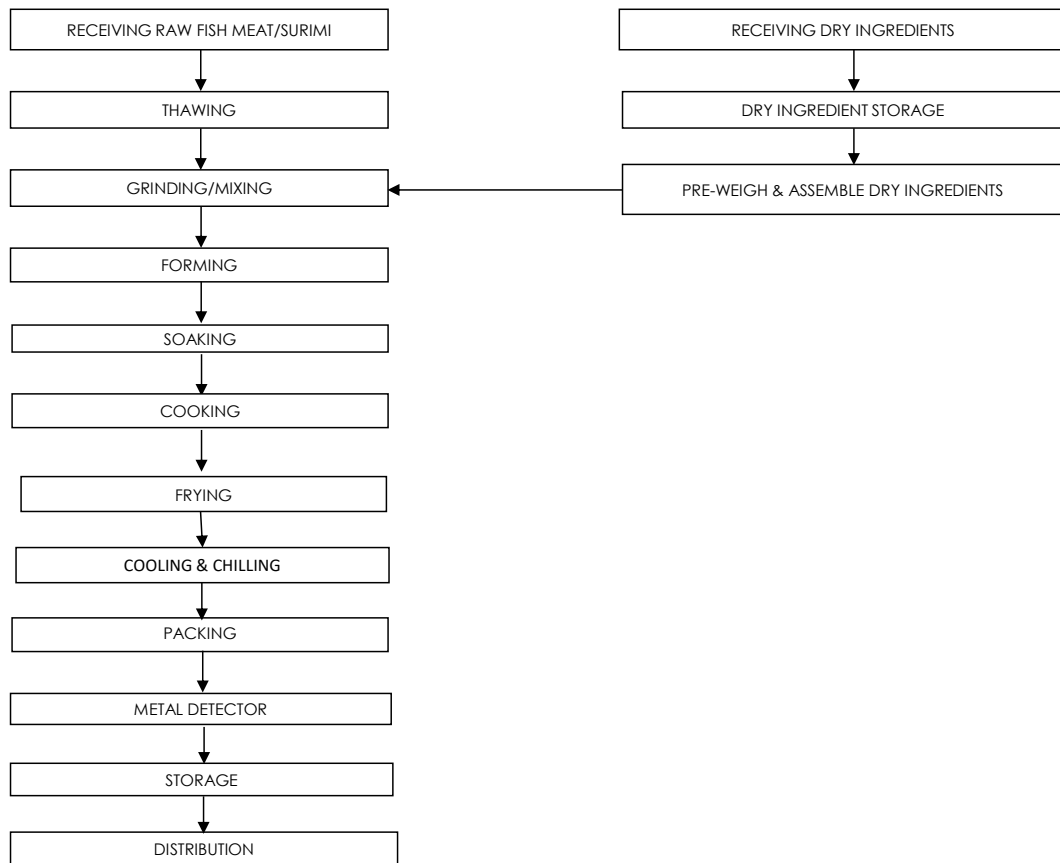 RECEIVING RAW FISH MEAT/SURIMI
RECEIVING DRY INGREDIENTS
THAWING
DRY INGREDIENT STORAGE
GRINDING/MIXING
PRE-WEIGH & ASSEMBLE DRY INGREDIENTS
FORMING
SOAKING
COOKING
FRYING
COOLING & CHILLING
PACKING
METAL DETECTOR
STORAGE
DISTRIBUTION